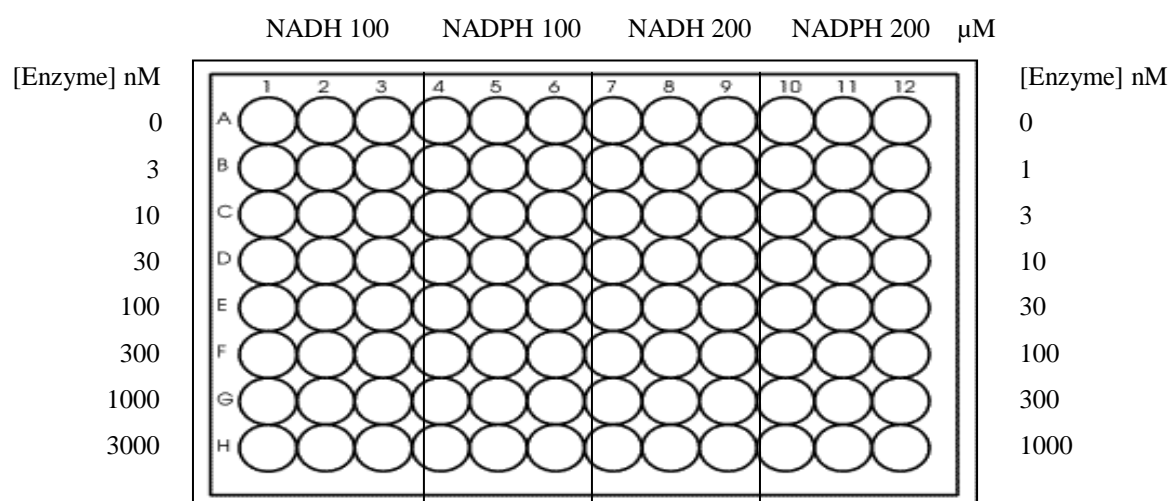 NADH 100 NADPH 100 NADH 200 NADPH 200 µM
[Enzyme] nM [Enzyme] nM
1 2 3 4 5 6 7 8 9 10 11 12
0 A 0
3 B 1
10 C 3
30 D 10
100 E 30
300 F 100
1000 G 300
3000 H 1000